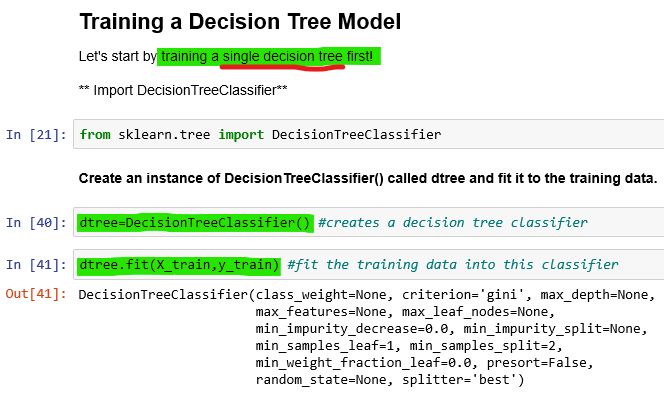 Training a Decision Tree Model
Let's start by training a single decision tree first!
** Import DecisionTreeClassifier**
In [21]: from sklearn.tree import DecisionTreeClassifier
Create an instance of DecisionTreeClassifier() called dtree and fit it to the training data.
In [40]: dtree=DecisionTreeClassifier() #creates a decision tree classifier
In [41]: dtree.fit(X_train,y_train) #fit the training data into this classifier
Out[41]: DecisionTreeClassifier(class_weight=None, criterion='gini', max_depth=None,
max_features=None, max_leaf_nodes=None,
min_impurity_decrease=0.0, min_impurity_split=None,
min_samples_leaf=1, min_samples_split=2,
min_weight_fraction_leaf=0.0, presort=False,
random_state=None, splitter='best')